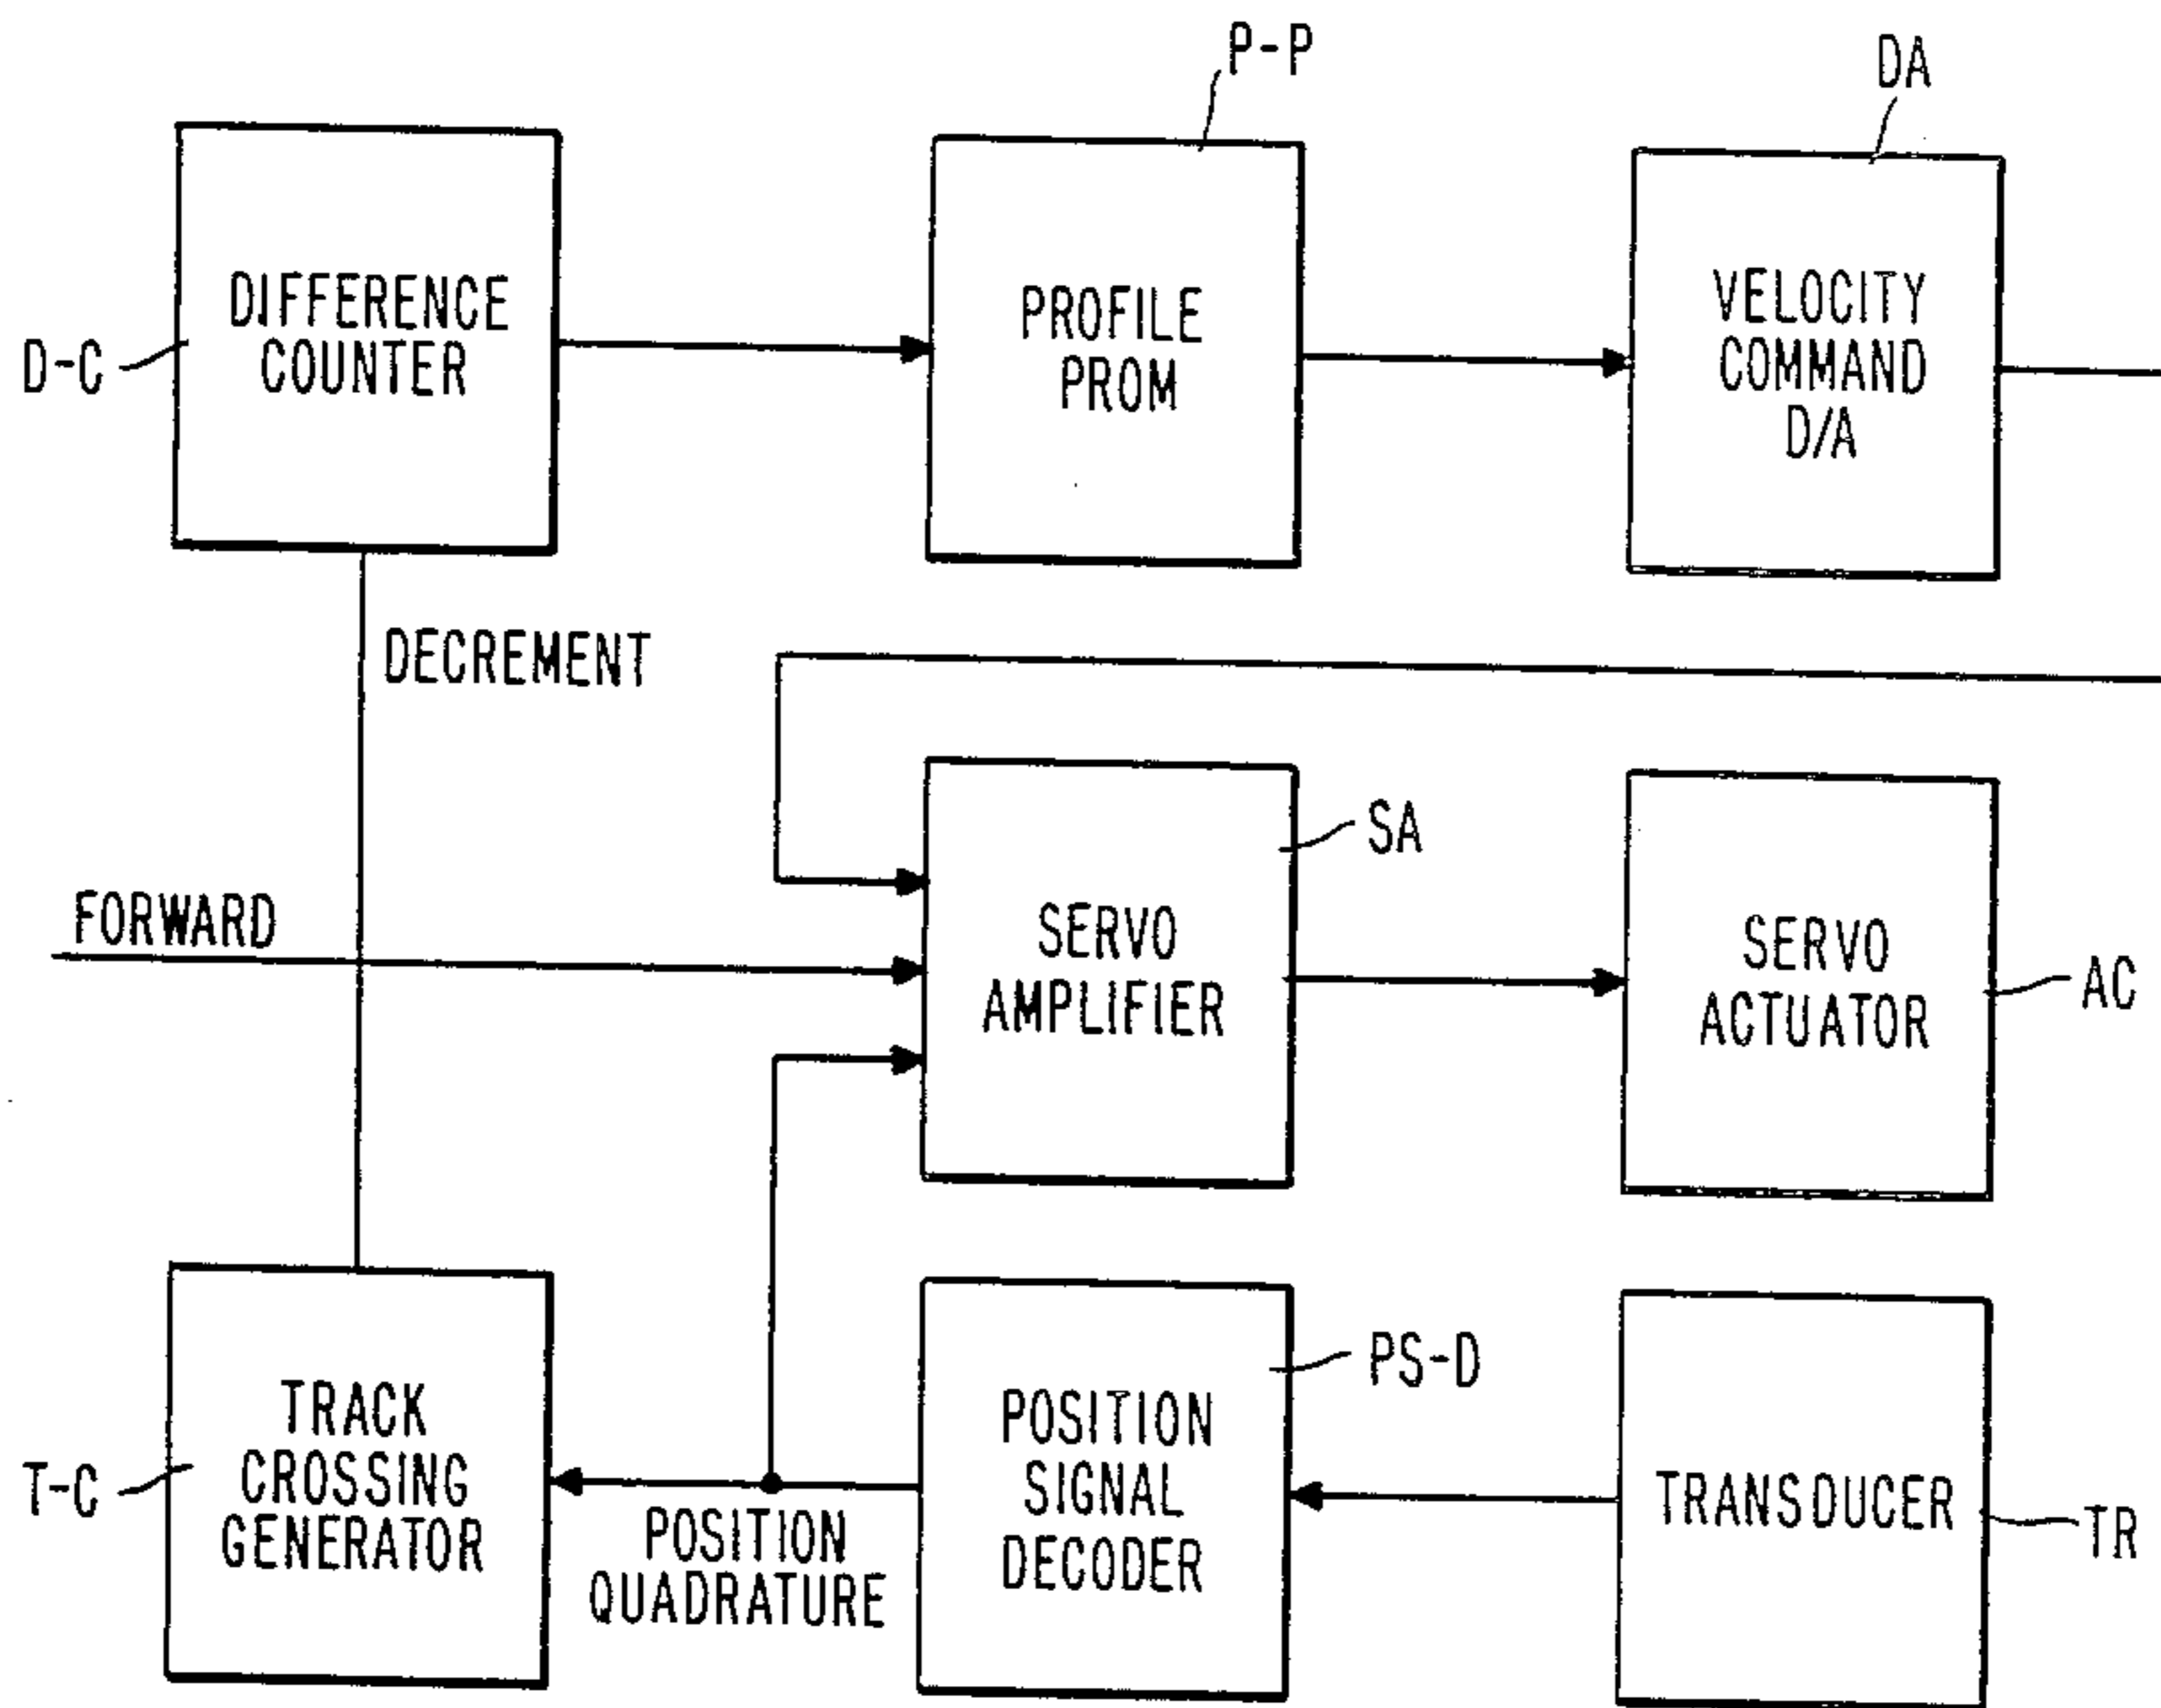 P-P
DA
D-C
DIFFERENCE
COUNTER
PROFILE
PROM
VELOCITY
COMMAND
D/A
DECREMENT
FORWARD
SERVO
AMPLIFIER
SA
SERVO
ACTUATOR
AC
T-C
TRACK
CROSSING
GENERATOR
POSITION
QUADRATURE
POSITION
SIGNAL
DECODER
PS-D
TRANSDUCER
TR